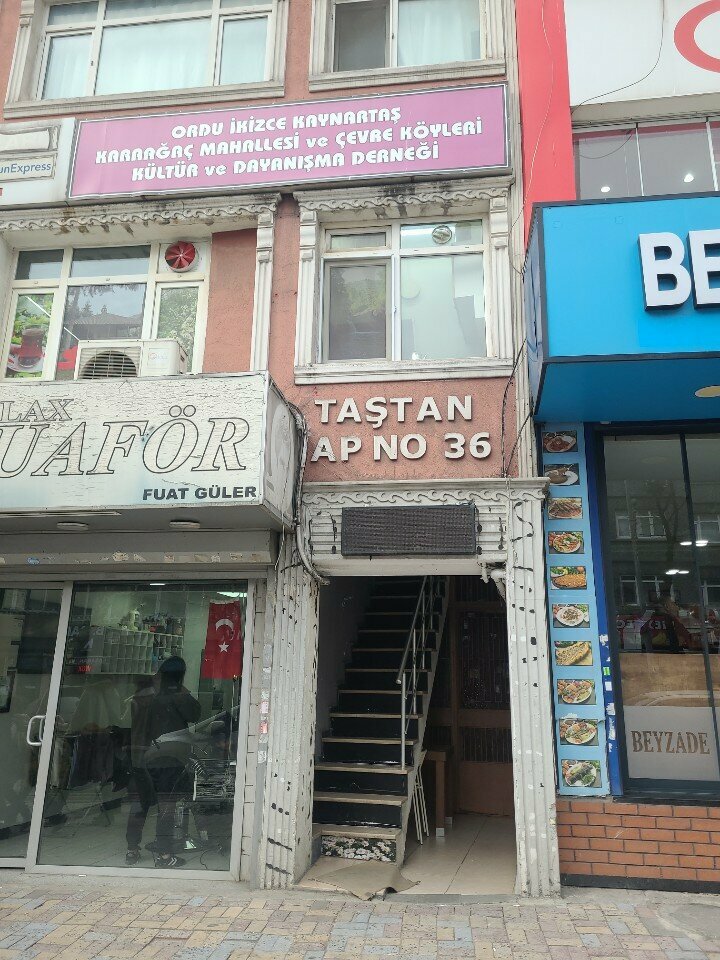 ORDU İKİZCE KAYNARTAŞ
KARAAĞAÇ MAHALLESİ ve ÇEVRE KÖYLERİ
KÜLTÜR ve DAYANIŞMA DERNEĞİ
unExpress
BE
LAX
UAFÖR
FUAT GÜLER
TAŞTAN
AP NO 36
BEYZADE